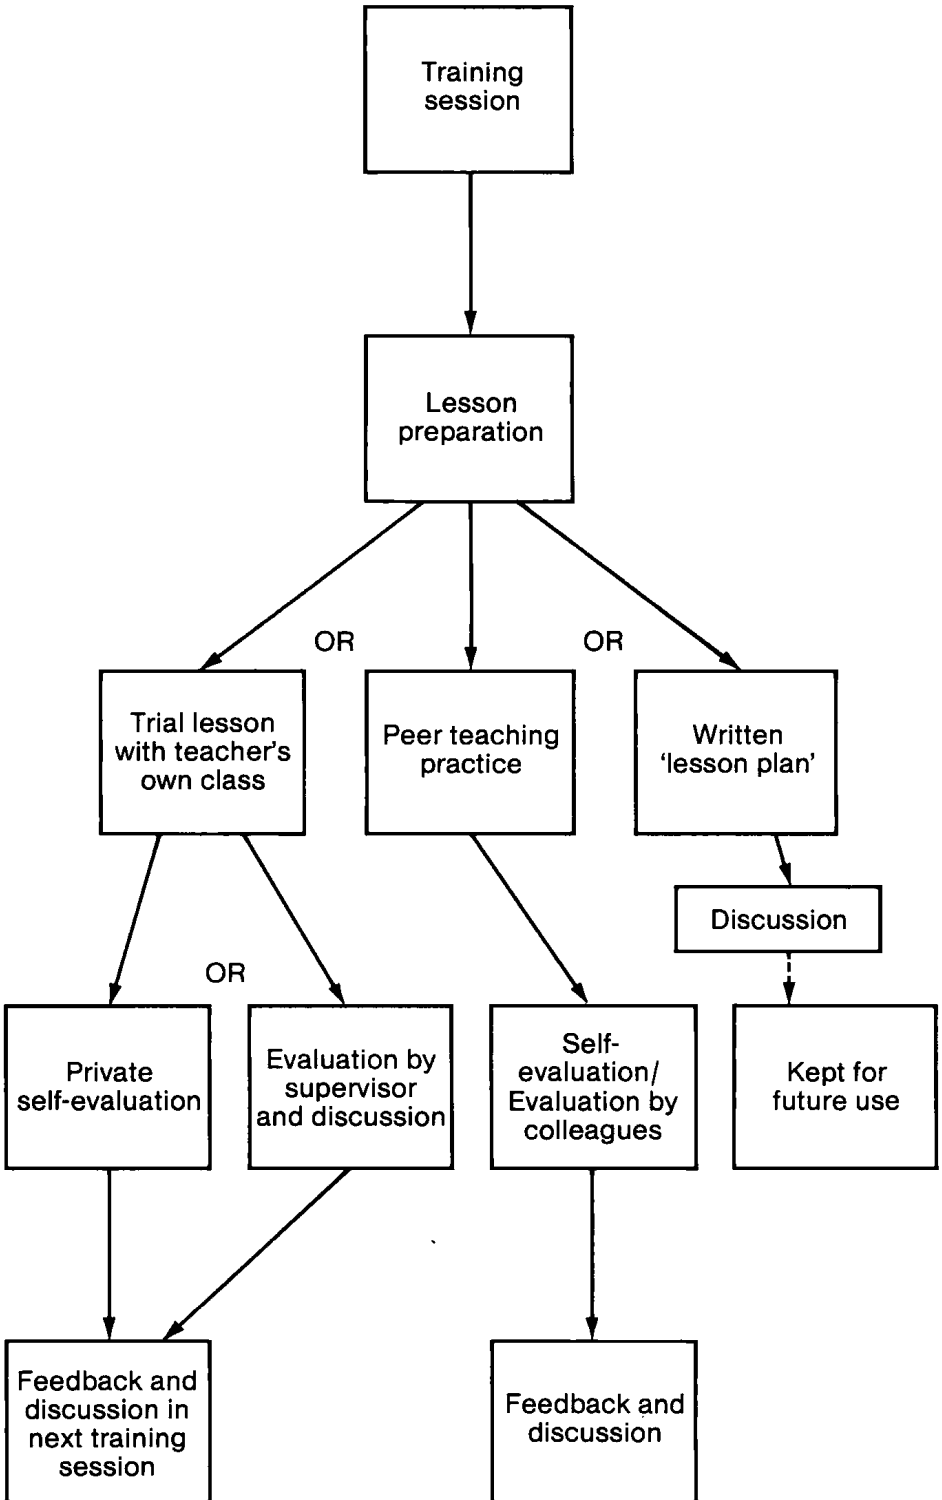 Training
session
Lesson
preparation
OR
OR
Trial lesson
with teacher's
own class
Peer teaching
practice
Written
'lesson plan'
Discussion
OR
Private
self-evaluation
Evaluation by
supervisor
and discussion
Self-
evaluation/
Evaluation by
colleagues
Kept for
future use
Feedback and
discussion in
next training
session
Feedback and
discussion